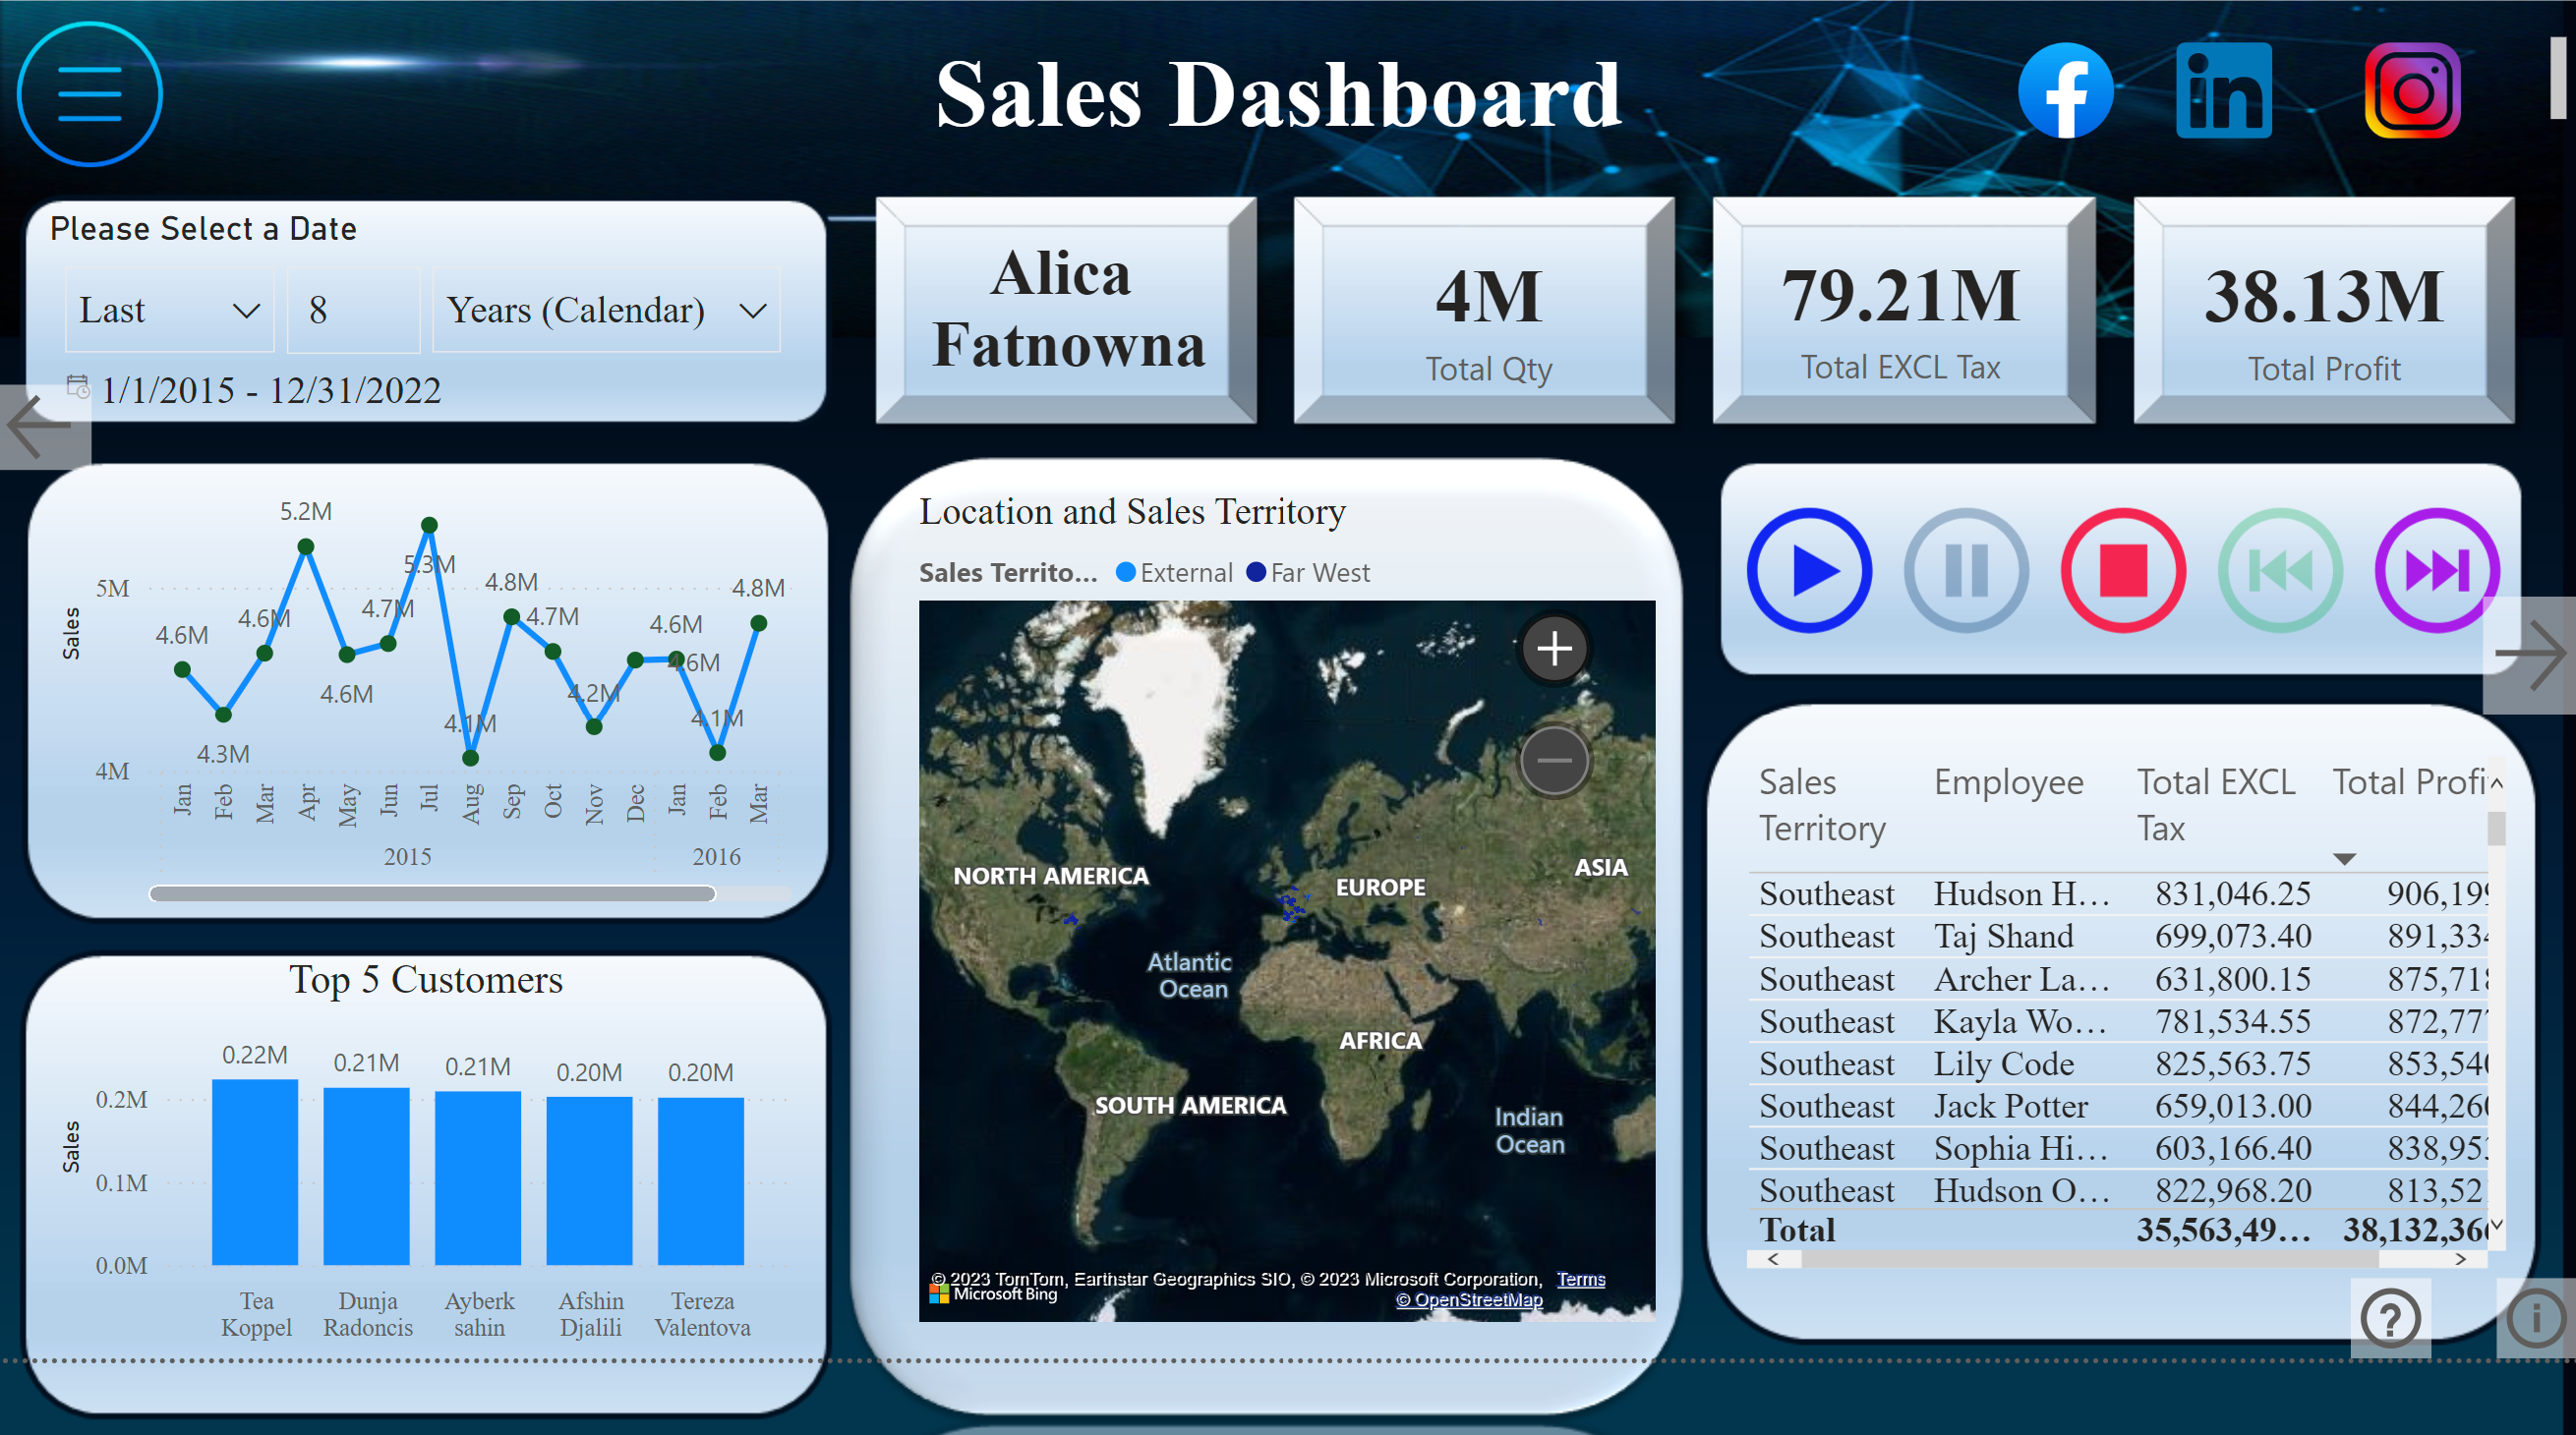 Sales Dashboard
Please Select a Date
Last
8
Years (Calendar)
1/1/2015 - 12/31/2022
Alica
Fatnowna
4M
Total Qty
79.21M
Total EXCL Tax
38.13M
Total Profit
Sales
5M
4M
4.6M
4.3M
4.6M
5.2M
4.6M
4.7M
5.3M
4.1M
4.8M
4.7M
4.2M
4.6M
4.6M
4.1M
4.8M
Jan
Feb
Mar
Apr
May
Jun
Jul
Aug
Sep
Oct
Nov
Dec
Jan
Feb
Mar
2015
2016
Top 5 Customers
Sales
0.2M
0.1M
0.0M
0.22M
0.21M
0.21M
0.20M
0.20M
Tea
Koppel
Dunja
Radoncis
Ayberk
sahin
Afshin
Djalili
Tereza
Valentova
Location and Sales Territory
Sales Territo... External Far West
NORTH AMERICA
EUROPE
ASIA
Atlantic
Ocean
AFRICA
SOUTH AMERICA
Indian
Ocean
© 2023 TomTom, Earthstar Geographics SIO, © 2023 Microsoft Corporation, Terms
Microsoft Bing
© OpenStreetMap
Sales
Territory
Employee
Total EXCL
Tax
Total Profi
Southeast Hudson H... 831,046.25 906,199
Southeast Taj Shand 699,073.40 891,334
Southeast Archer La... 631,800.15 875,718
Southeast Kayla Wo... 781,534.55 872,777
Southeast Lily Code 825,563.75 853,540
Southeast Jack Potter 659,013.00 844,260
Southeast Sophia Hi... 603,166.40 838,953
Southeast Hudson O... 822,968.20 813,52
Total 35,563,49... 38,132,366